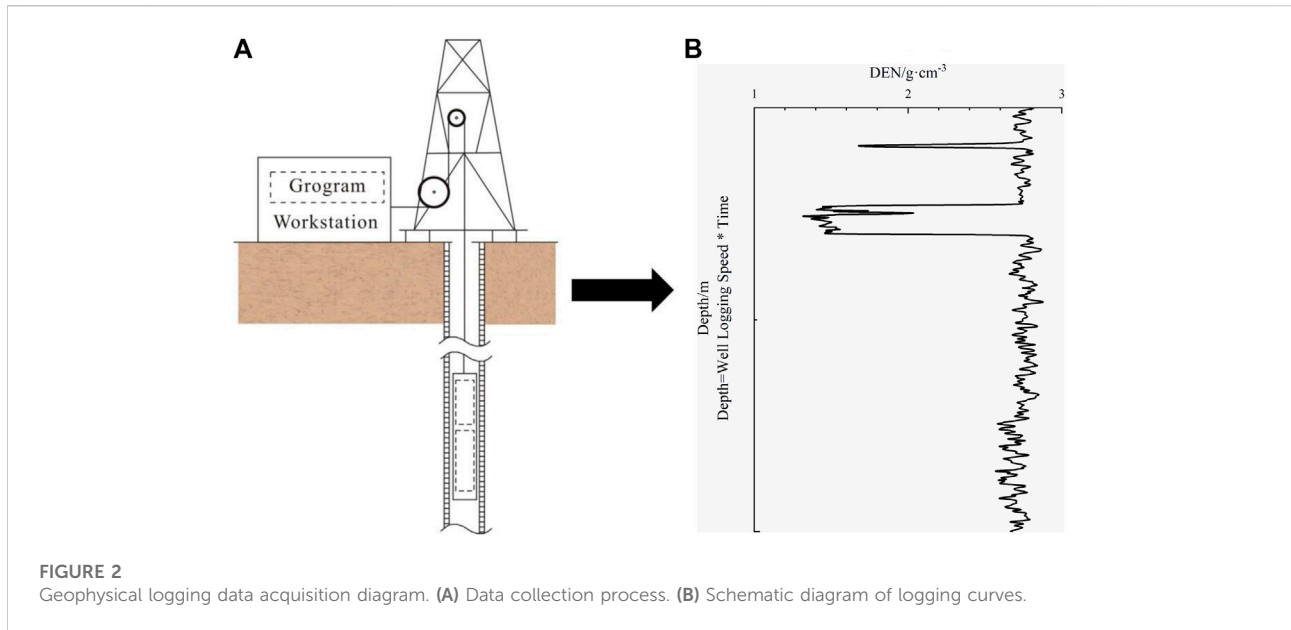 A
B
Grogram
Workstation
DEN/g·cm⁻³
1
2
3
Depth/m
Depth=Well Logging Speed * Time
FIGURE 2
Geophysical logging data acquisition diagram. (A) Data collection process. (B) Schematic diagram of logging curves.